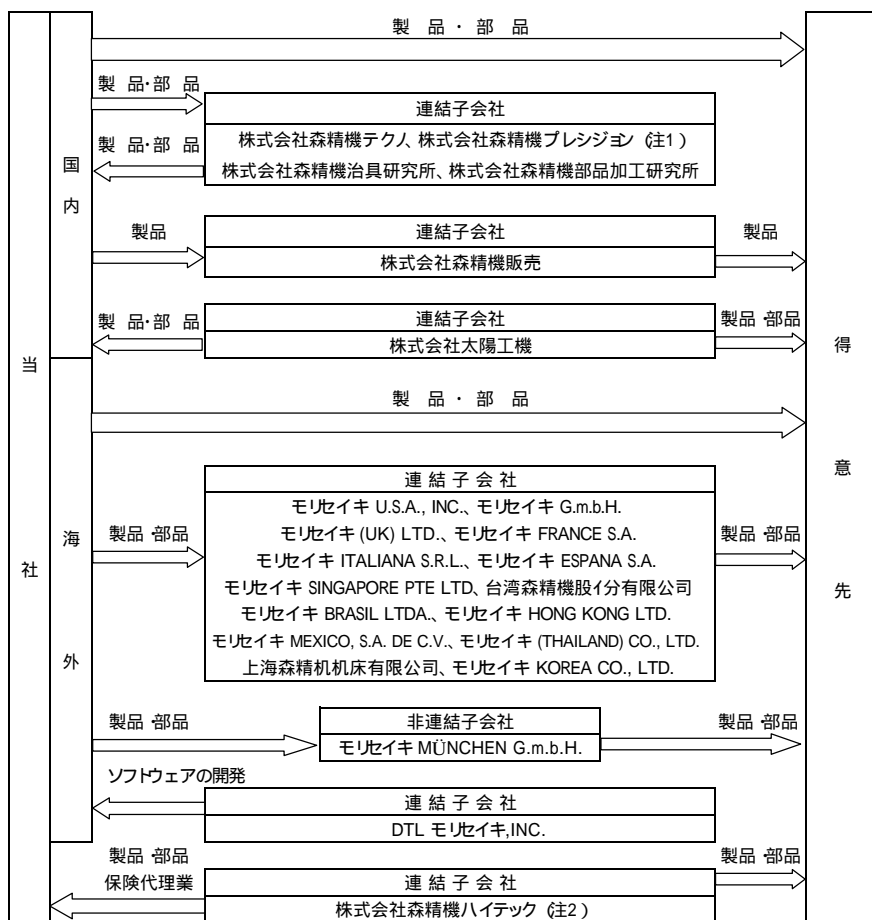 製 品 ・ 部 品
製 品・部 品
連結子会社
株式会社森精機テクノ、株式会社森精機プレシジョン (注1)
製 品・部 品
株式会社森精機治具研究所、株式会社森精機部品加工研究所
国
内
連結子会社
製品
製品
株式会社森精機販売
連結子会社
製 品・部 品
製品・部品
株式会社太陽工機
当
得
製 品 ・ 部 品
意
連 結 子 会 社
モリセイキ U.S.A., INC.、モリセイキ G.m.b.H.
海
製品・部品
モリセイキ (UK) LTD.、モリセイキ FRANCE S.A.
製品・部品
社
モリセイキ ITALIANA S.R.L.、モリセイキ ESPANA S.A.
先
モリセイキ SINGAPORE PTE LTD、台湾森精機股イ分有限公司
モリセイキ BRASIL LTDA.、モリセイキ HONG KONG LTD.
モリセイキ MEXICO, S.A. DE C.V.、モリセイキ (THAILAND) CO., LTD.
外
上海森精机机床有限公司、モリセイキ KOREA CO., LTD.
製品・部品
非連結子会社
製品・部品
モリセイキ MÜNCHEN G.m.b.H.
ソフトウェアの開発
連 結 子 会 社
DTL モリセイキ,INC.
製品・部品
製品・部品
保険代理業
連 結 子 会 社
株式会社森精機ハイテック (注2)